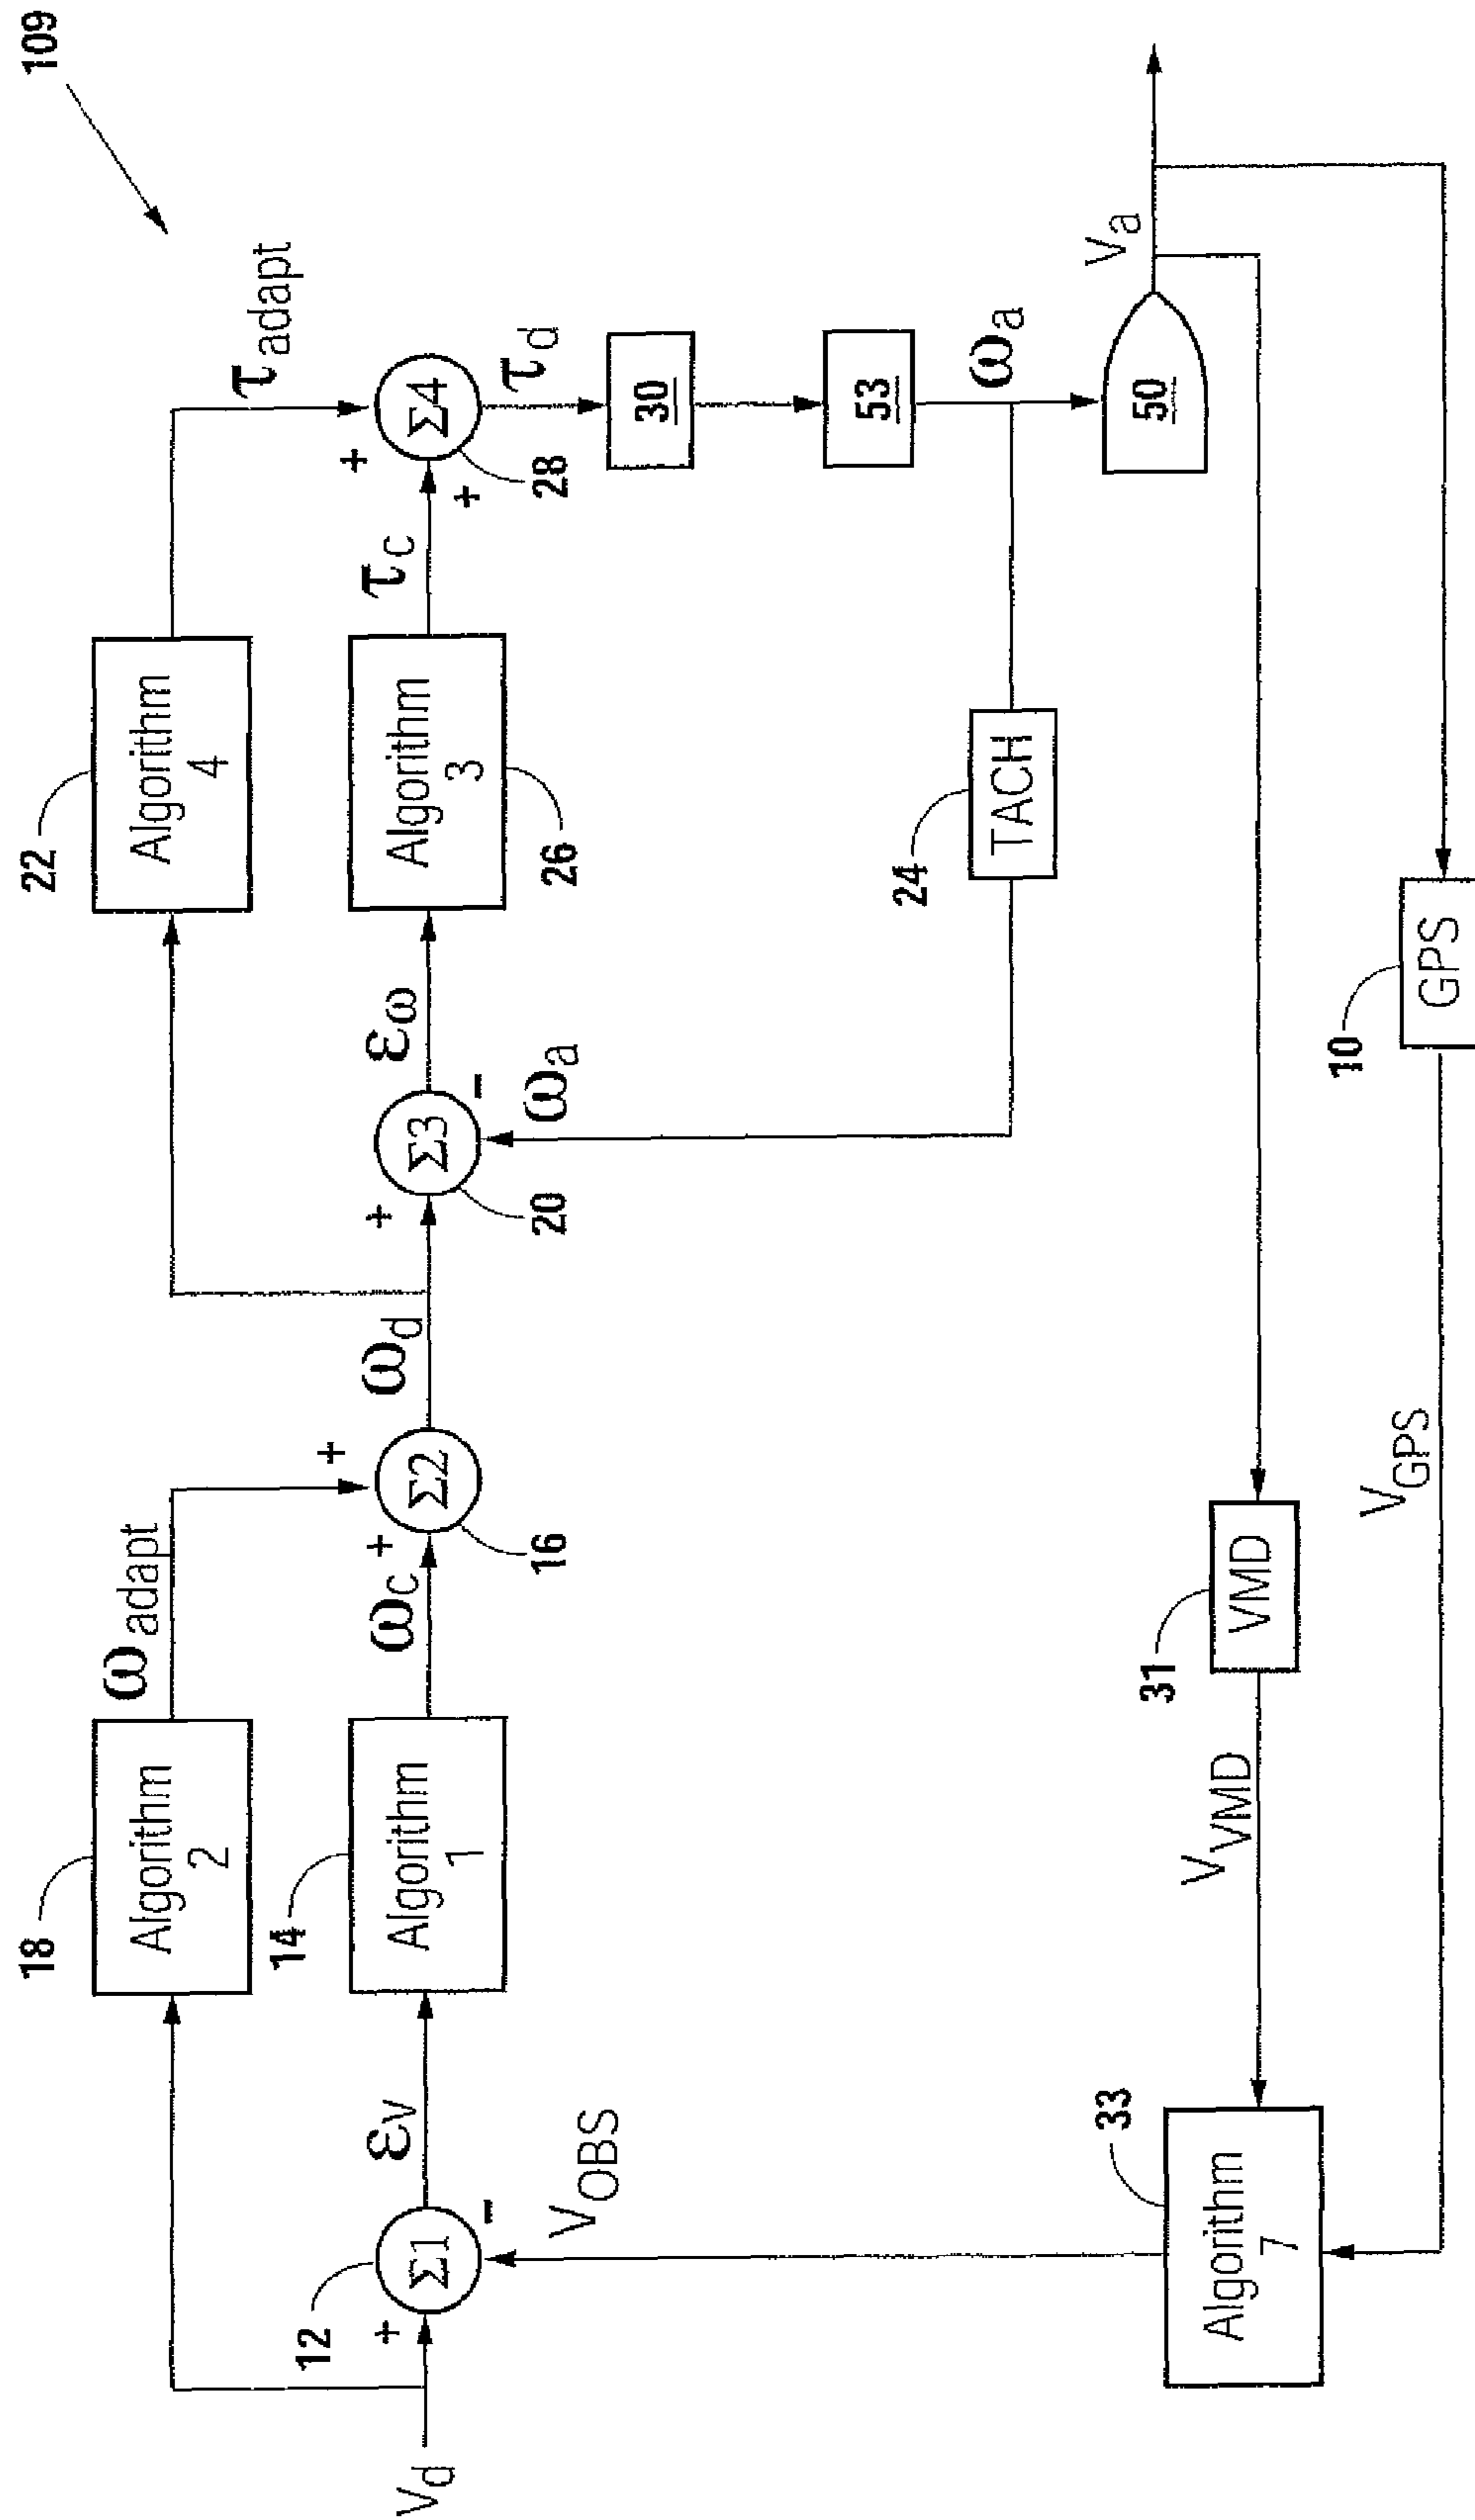 109
22
Algorithm
4
τadapt
18
Algorithm
2
ωadapt
Vd
+
12
Σ1
-
εv
14
Algorithm
1
ωc
+
+
Σ2
16
ωd
+
Σ3
20
-
εω
ωa
Algorithm
3
26
τc
+
+
Σ4
28
τd
30
53
ωa
50
Va
24
TACH
VOBS
33
Algorithm
7
VVMD
31
VMD
VGPS
10
GPS